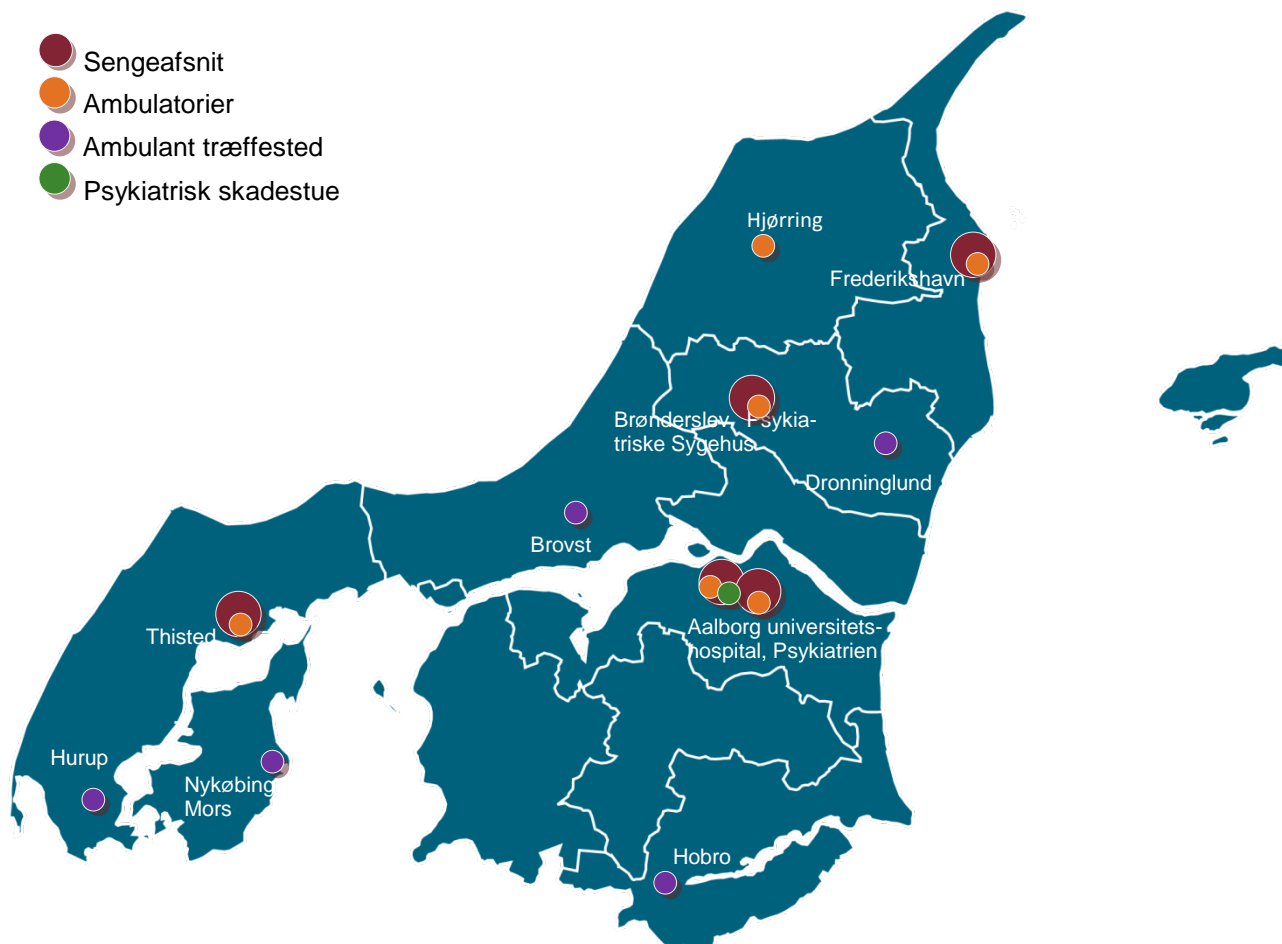 Sengeafsnit
Ambulatorier
Ambulant træffested
Psykiatrisk skadestue
Hjørring
Frederikshavn
Brønderslev Psykia-
triske Sygehus
Dronninglund
Brovst
Thisted
Aalborg universitets-
hospital, Psykiatrien
Hurup
Nykøbing
Mors
Hobro